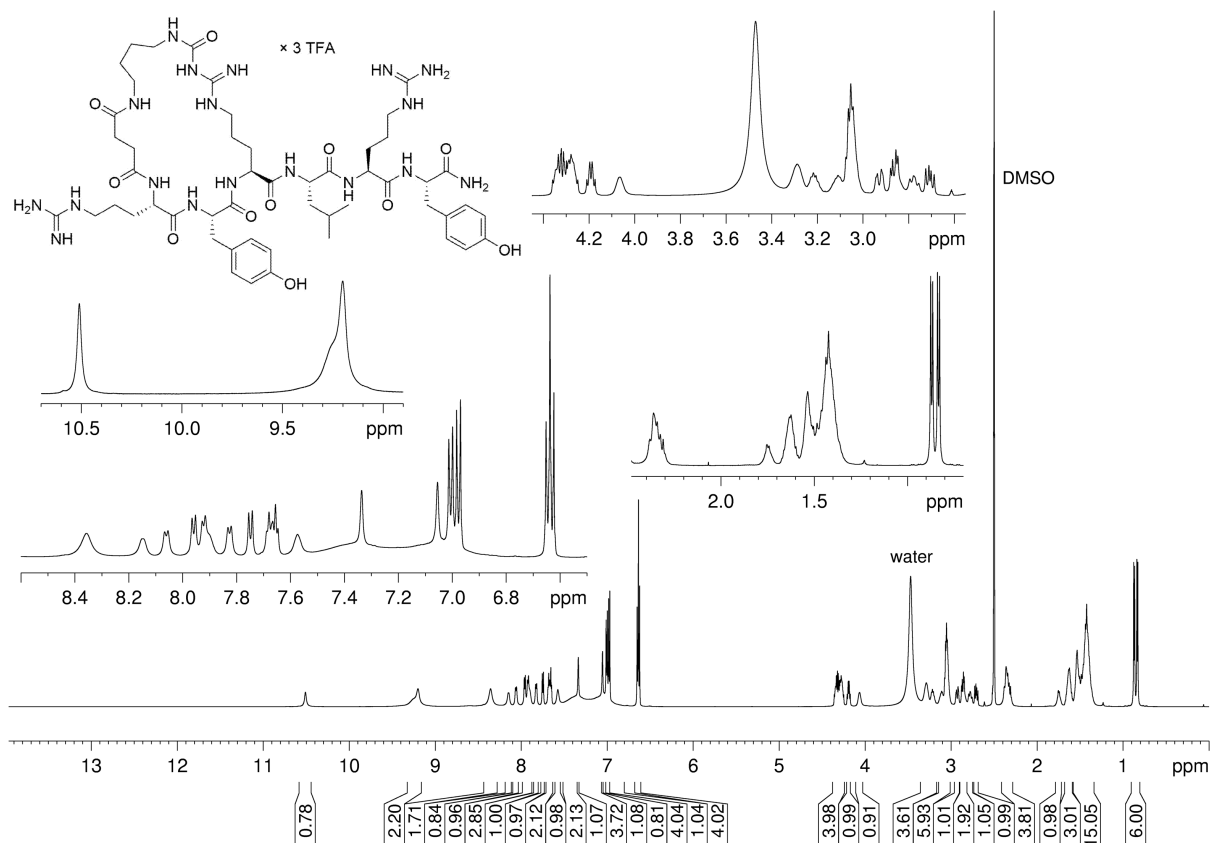 H
N
O
HN
NH
HN
NH
O
O
H
N
H2N
NH
H
N
O
H
N
O
HN
O
H
N
O
NH
HN
NH2
NH
H
N
O
NH2
OH
OH
× 3 TFA
4.2 4.0 3.8 3.6 3.4 3.2 3.0 ppm
DMSO
10.5 10.0 9.5 ppm
2.0 1.5 ppm
8.4 8.2 8.0 7.8 7.6 7.4 7.2 7.0 6.8 ppm
water
13 12 11 10 9 8 7 6 5 4 3 2 1 ppm
0.78 2.20 1.71 0.84 0.96 2.85 1.00 0.97 2.12 0.98 2.13 1.07 3.72 1.08 0.81 4.04 1.04 4.02 3.98 0.99 0.91 3.61 5.93 1.01 1.92 1.05 0.99 3.81 0.98 3.01 15.05 6.00